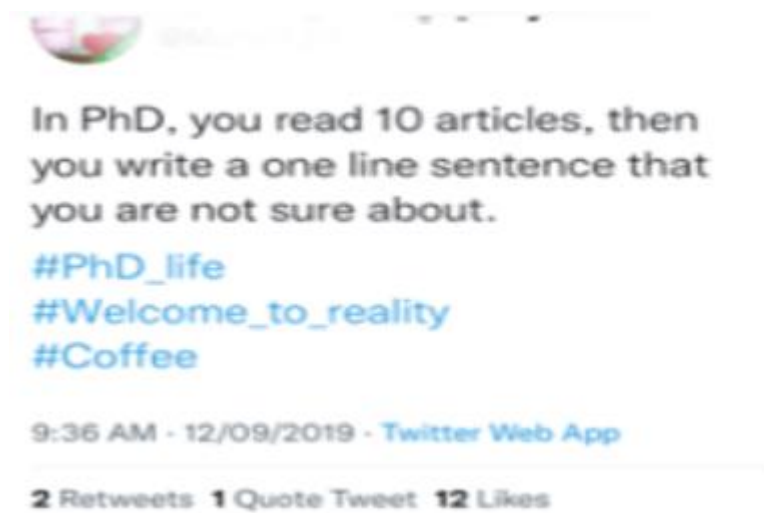 In PhD, you read 10 articles, then
you write a one line sentence that
you are not sure about.
#PhD_life
#Welcome_to_reality
#Coffee
9:36 AM · 12/09/2019 · Twitter Web App
2 Retweets 1 Quote Tweet 12 Likes